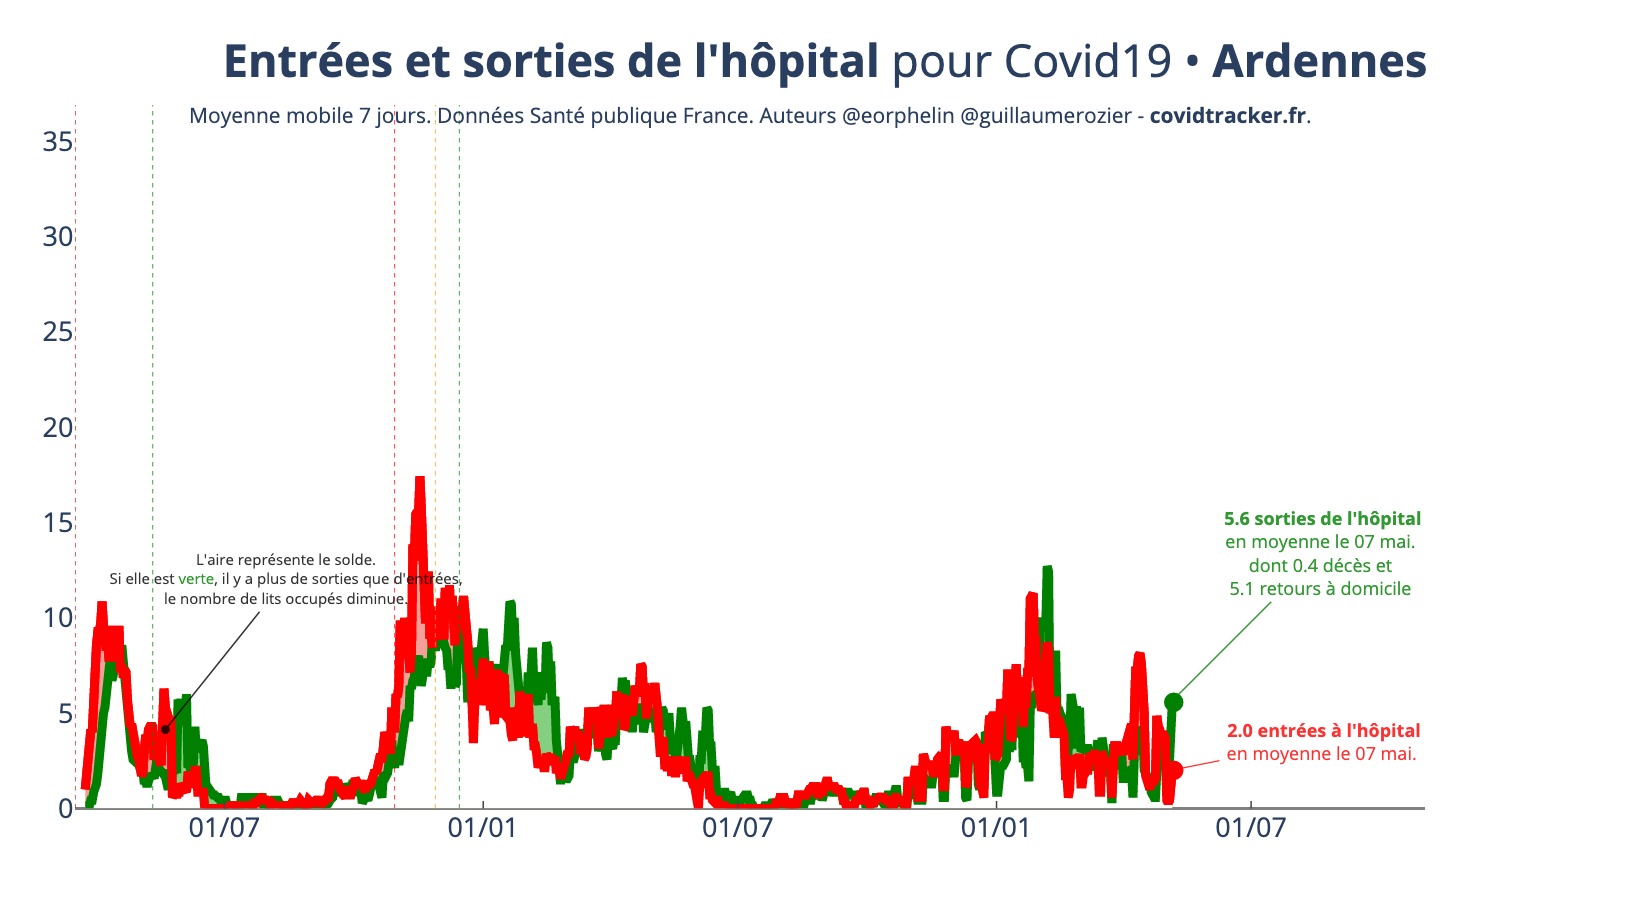 Entrées et sorties de l'hôpital pour Covid19 • Ardennes
Moyenne mobile 7 jours. Données Santé publique France. Auteurs @eorphelin @guillaumerozier - covidtracker.fr.
35
30
25
20
15
10
5
0
L'aire représente le solde.
Si elle est verte, il y a plus de sorties que d'entrées,
le nombre de lits occupés diminue.
5.6 sorties de l'hôpital
en moyenne le 07 mai.
dont 0.4 décès et
5.1 retours à domicile
2.0 entrées à l'hôpital
en moyenne le 07 mai.
01/07
01/01
01/07
01/01
01/07